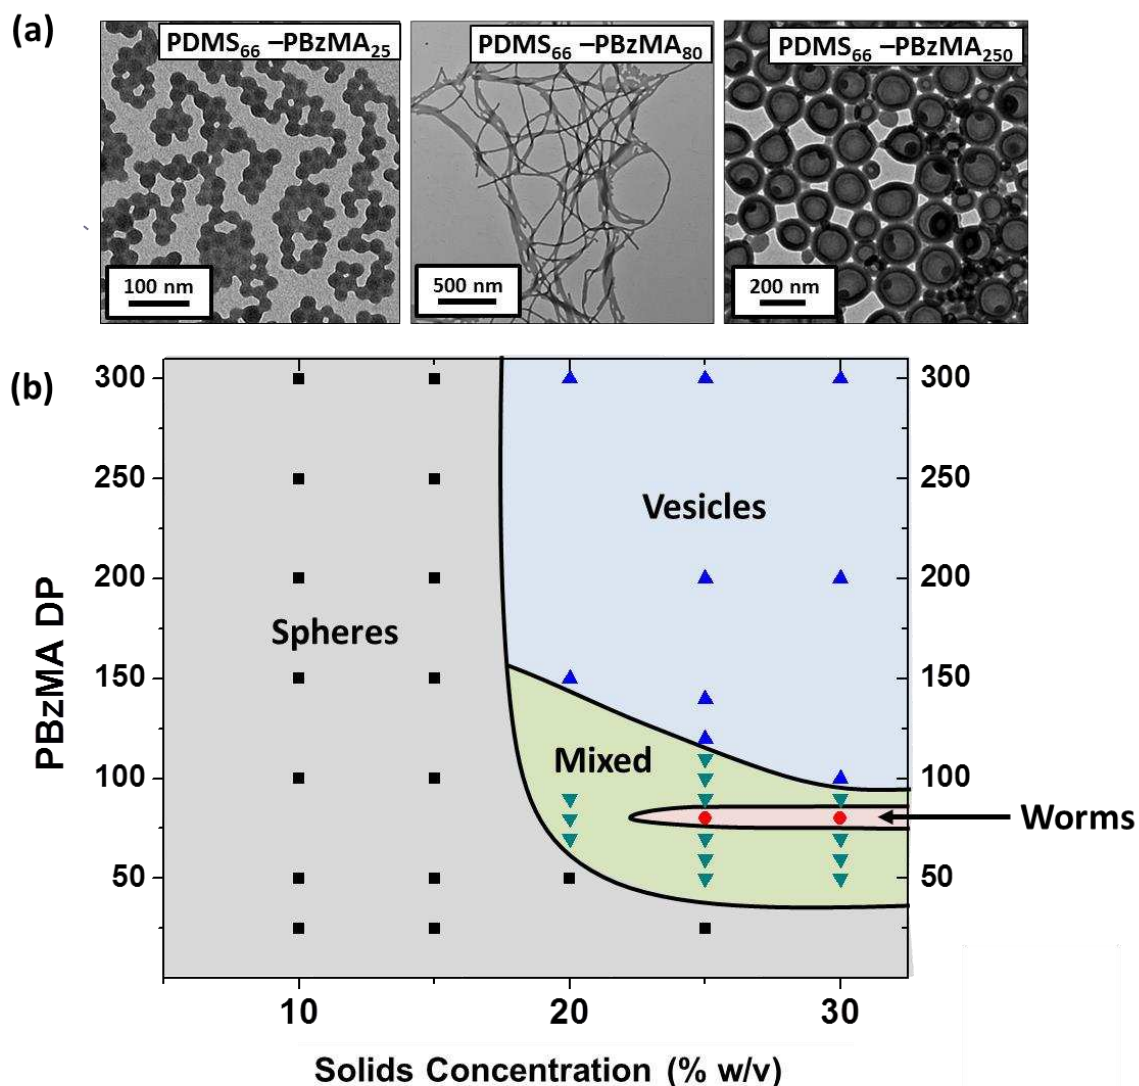 (a)
PDMS66 –PBzMA25
PDMS66 –PBzMA80
PDMS66 –PBzMA250
100 nm
500 nm
200 nm
(b)
300
250
200
150
100
50
300
250
200
150
100
50
PBzMA DP
Spheres
Vesicles
Mixed
Worms
10
20
30
Solids Concentration (% w/v)